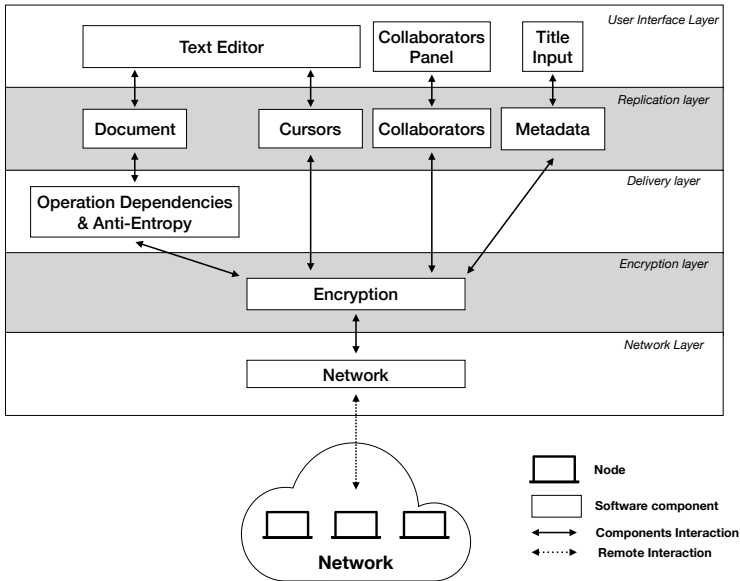 User Interface Layer
Text Editor
Collaborators
Panel
Title
Input
Replication layer
Document
Cursors
Collaborators
Metadata
Delivery layer
Operation Dependencies
& Anti-Entropy
Encryption layer
Encryption
Network Layer
Network
Node
Software component
Components Interaction
Remote Interaction
Network